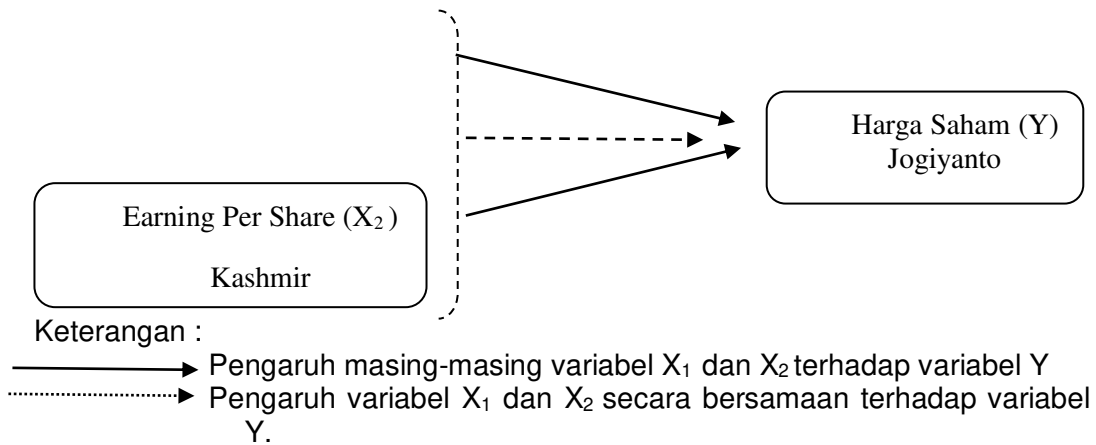 Harga Saham (Y)
Jogiyanto
Earning Per Share (X₂ )
Kashmir
Keterangan :
Pengaruh masing-masing variabel X₁ dan X₂ terhadap variabel Y
Pengaruh variabel X₁ dan X₂ secara bersamaan terhadap variabel
Y.